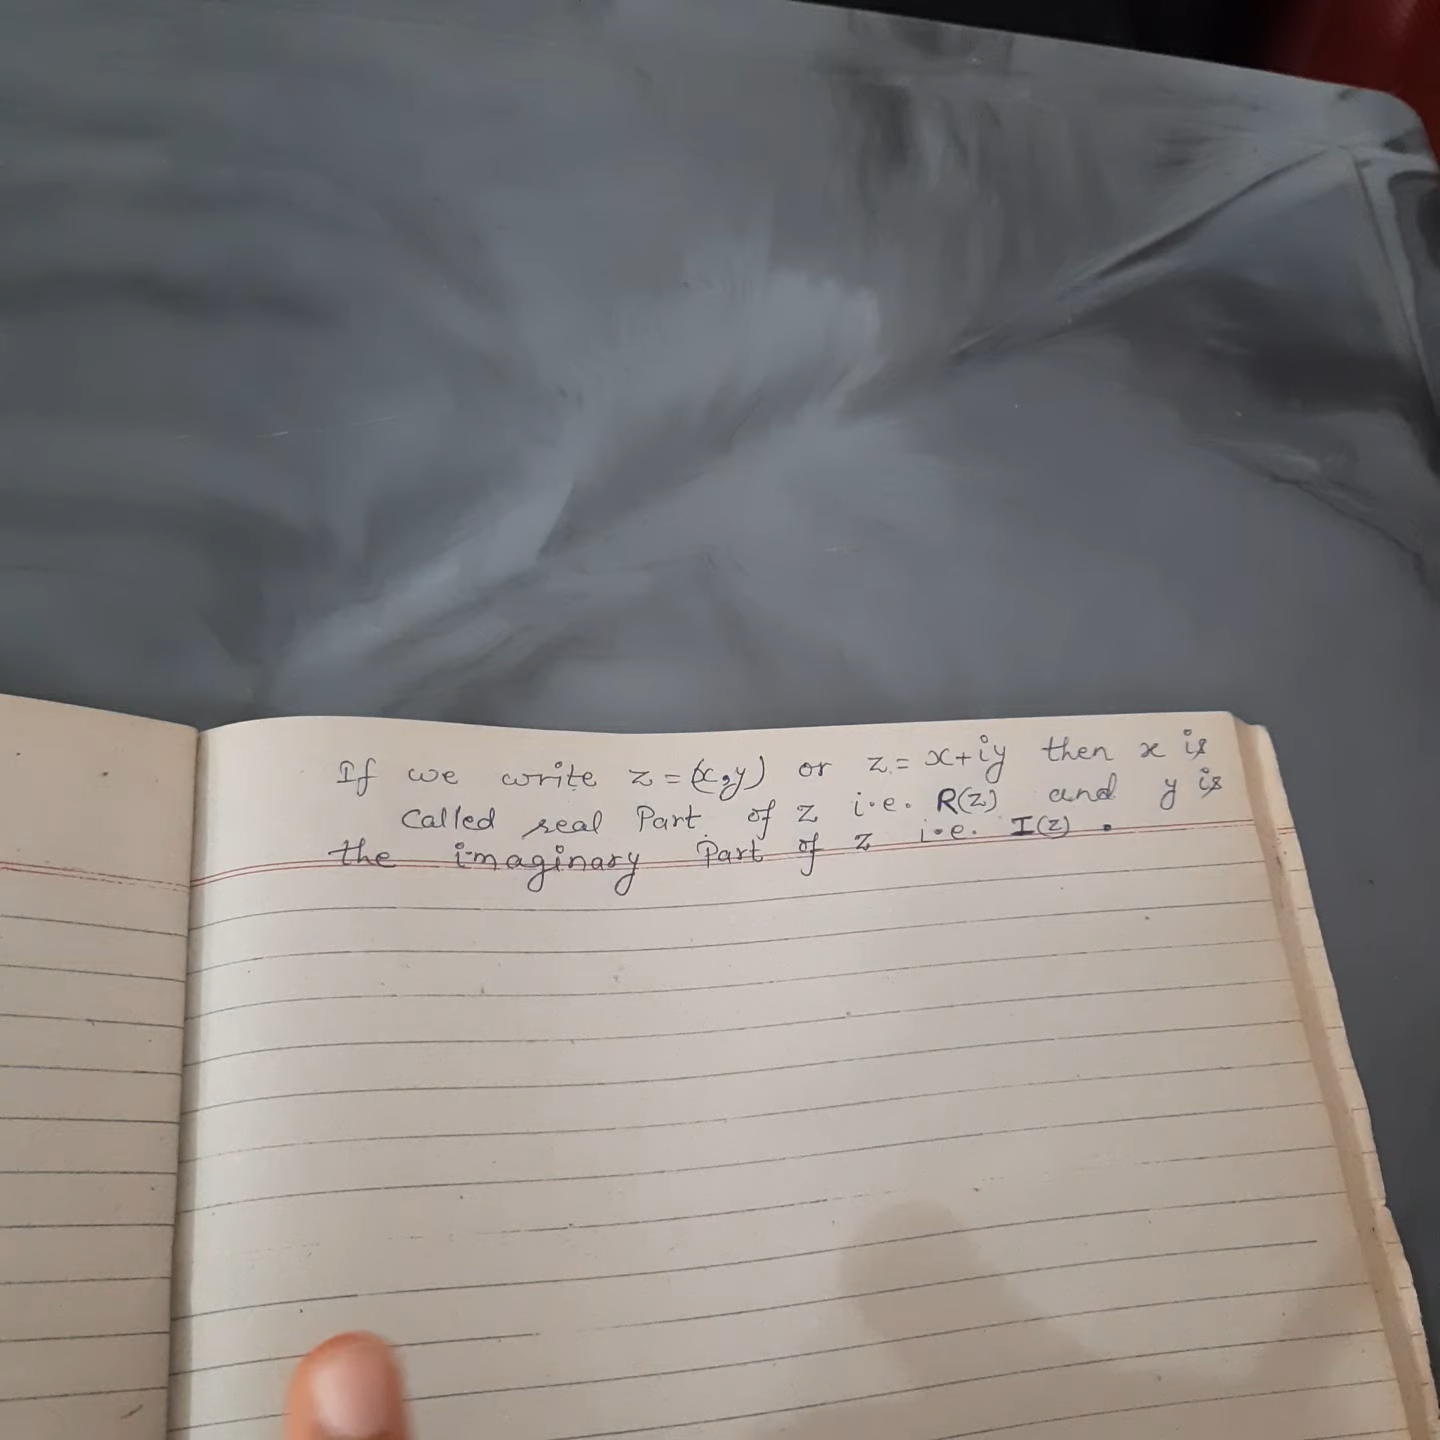 If we write z = (x,y) or z = x+iy then x is
called real Part of z i.e. R(z) and y is
the imaginary Part of z i.e. I(z).